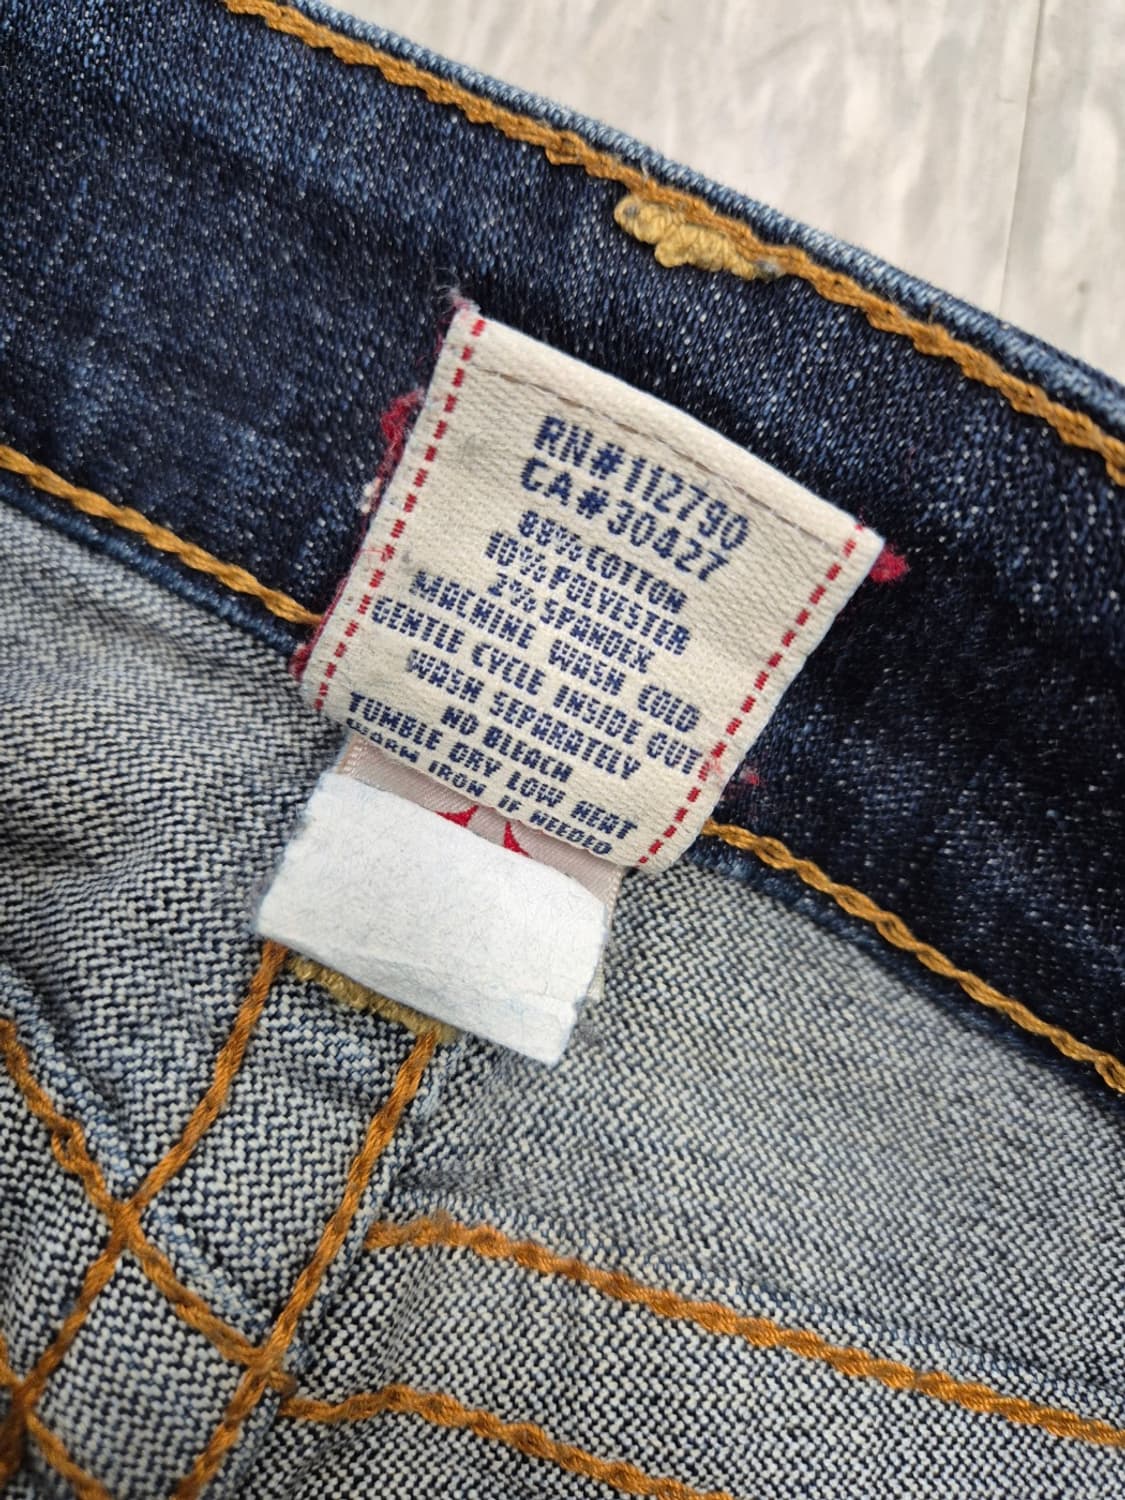 RN#112790
CA#30427
88% COTTON
10% POLYESTER
2% SPANDEX
MACHINE WASH COLD
GENTLE CYCLE INSIDE OUT
WASH SEPARATELY
NO BLEACH
TUMBLE DRY LOW HEAT
WARM IRON IF NEEDED